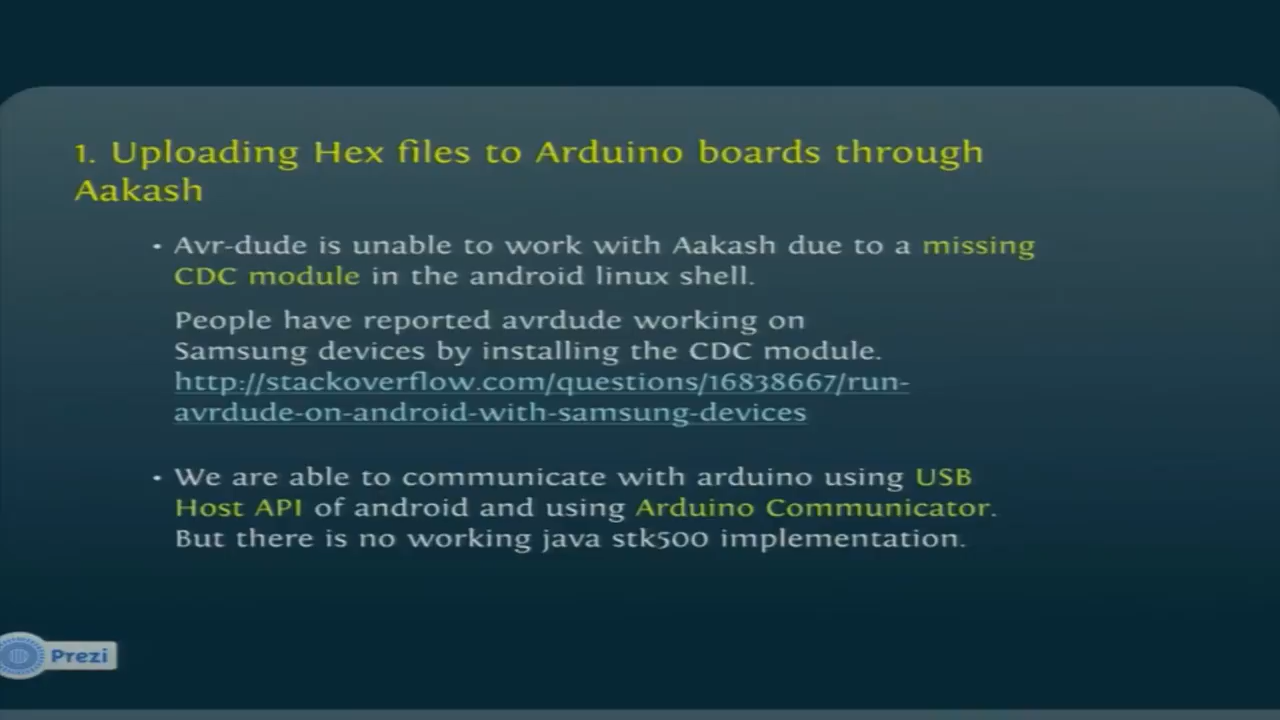 1. Uploading Hex files to Arduino boards through
Aakash
• Avr-dude is unable to work with Aakash due to a missing
CDC module in the android linux shell.
People have reported avrdude working on
Samsung devices by installing the CDC module.
http://stackoverflow.com/questions/16838667/run-
avrdude-on-android-with-samsung-devices
• We are able to communicate with arduino using USB
Host API of android and using Arduino Communicator.
But there is no working java stk500 implementation.
Prezi